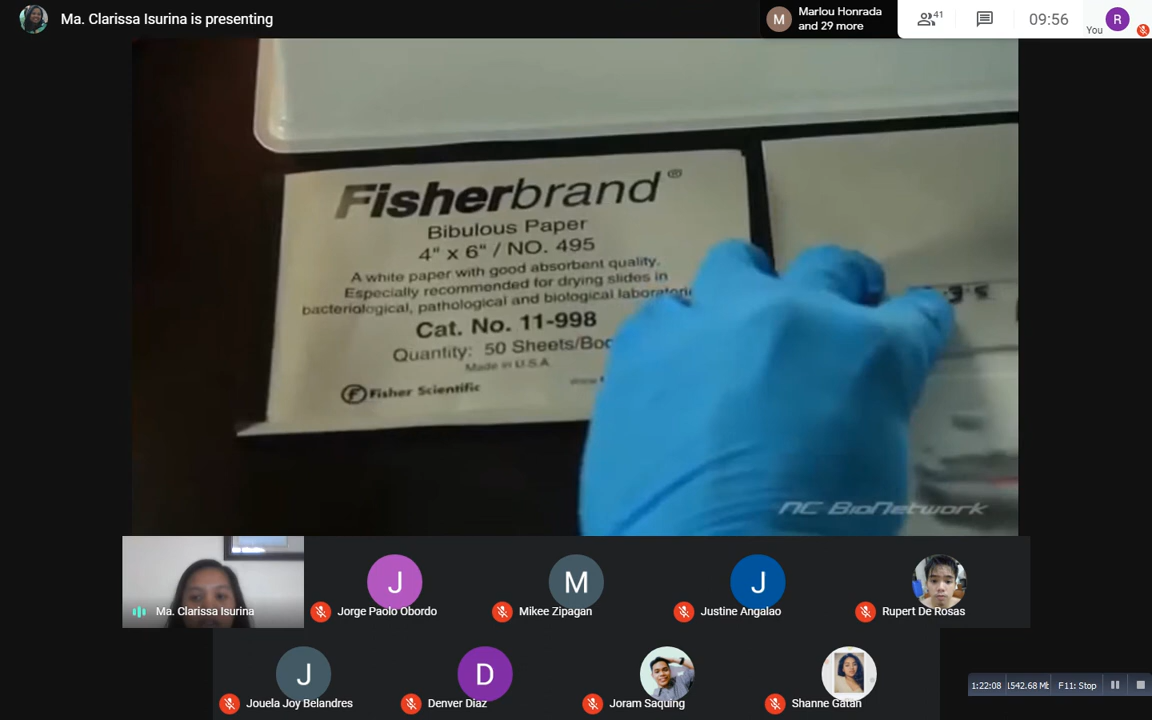 Ma. Clarissa Isurina is presenting
M
Marlou Honrada
and 29 more
41
09:56
You
R
Fisherbrand®
Bibulous Paper
4" x 6" / NO. 495
A white paper with good absorbent quality.
Especially recommended for drying slides in
bacteriological, pathological and biological
Cat. No. 11-998
Quantity: 50 Sheets/
Made in U.S.A.
Fisher Scientific
NC BioNetwork
Ma. Clarissa Isurina
J
Jorge Paolo Obordo
M
Mikee Zipagan
J
Justine Angalao
Rupert De Rosas
J
Jouela Joy Belandres
D
Denver Diaz
Joram Saquing
Shanne Gatan
1:22:08
F11: Stop